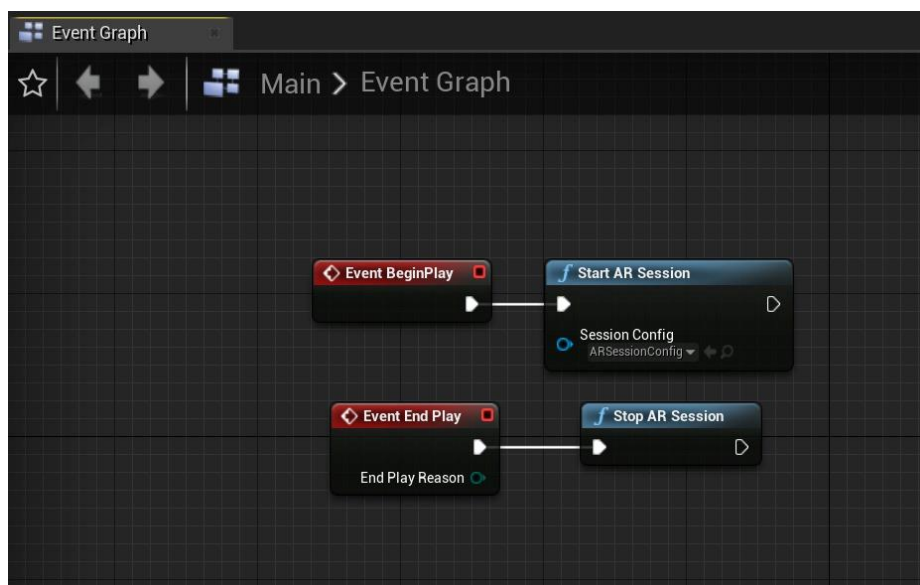 Event Graph
Main > Event Graph
Event BeginPlay
f Start AR Session
Session Config
ARSessionConfig
Event End Play
f Stop AR Session
End Play Reason